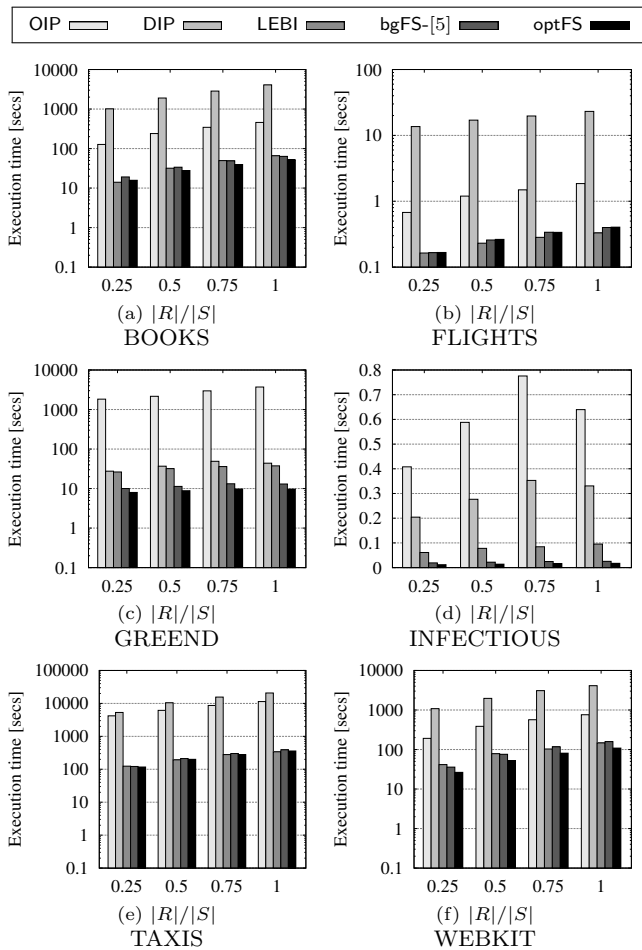 OIP DIP LEBI bgFS-[5] optFS
10000
1000
100
10
1
0.1
Execution time [secs]
0.25 0.5 0.75 1
(a) |R|/|S|
BOOKS
100
10
1
0.1
Execution time [secs]
0.25 0.5 0.75 1
(b) |R|/|S|
FLIGHTS
10000
1000
100
10
1
0.1
Execution time [secs]
0.25 0.5 0.75 1
(c) |R|/|S|
GREEND
0.8
0.7
0.6
0.5
0.4
0.3
0.2
0.1
0
Execution time [secs]
0.25 0.5 0.75 1
(d) |R|/|S|
INFECTIOUS
100000
10000
1000
100
10
1
0.1
Execution time [secs]
0.25 0.5 0.75 1
(e) |R|/|S|
TAXIS
10000
1000
100
10
1
0.1
Execution time [secs]
0.25 0.5 0.75 1
(f) |R|/|S|
WEBKIT